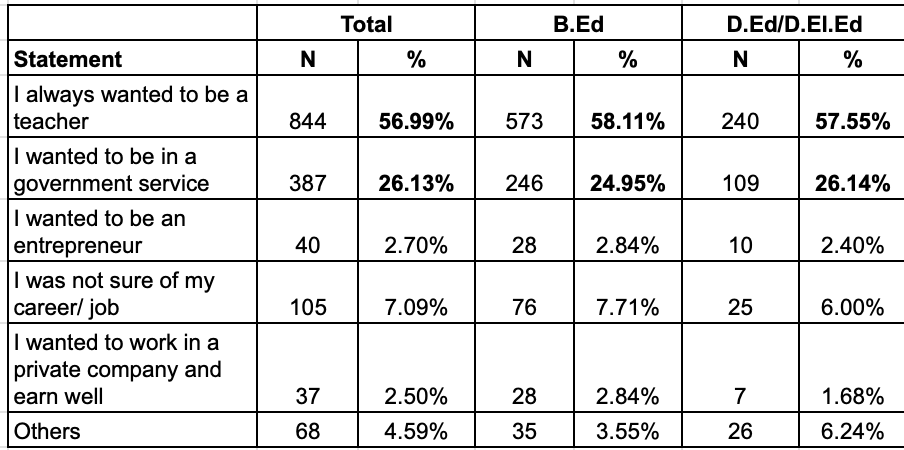 Total B.Ed D.Ed/D.El.Ed
Statement N % N % N %
I always wanted to be a
teacher 844 56.99% 573 58.11% 240 57.55%
I wanted to be in a
government service 387 26.13% 246 24.95% 109 26.14%
I wanted to be an
entrepreneur 40 2.70% 28 2.84% 10 2.40%
I was not sure of my
career/ job 105 7.09% 76 7.71% 25 6.00%
I wanted to work in a
private company and
earn well 37 2.50% 28 2.84% 7 1.68%
Others 68 4.59% 35 3.55% 26 6.24%